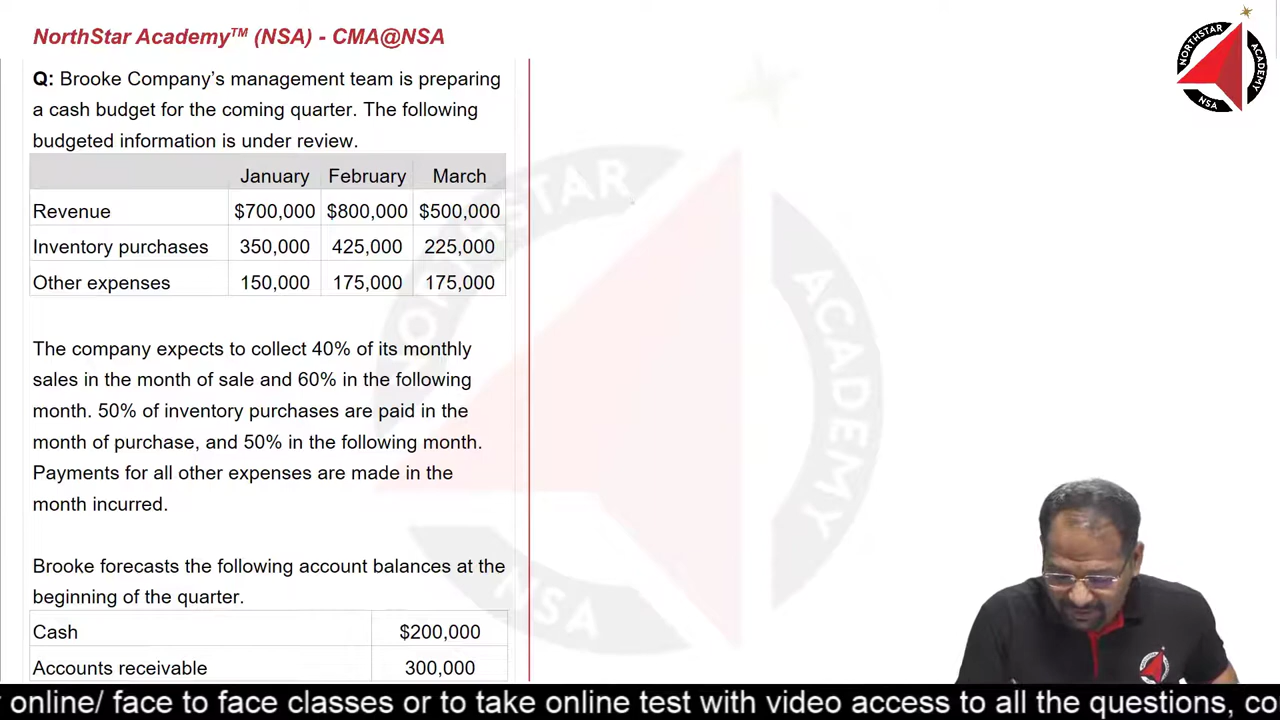 NorthStar Academy™ (NSA) - CMA@NSA
NORTHSTAR ACADEMY
NSA
Q: Brooke Company's management team is preparing
a cash budget for the coming quarter. The following
budgeted information is under review.
January February March
Revenue $700,000 $800,000 $500,000
Inventory purchases 350,000 425,000 225,000
Other expenses 150,000 175,000 175,000
The company expects to collect 40% of its monthly
sales in the month of sale and 60% in the following
month. 50% of inventory purchases are paid in the
month of purchase, and 50% in the following month.
Payments for all other expenses are made in the
month incurred.
Brooke forecasts the following account balances at the
beginning of the quarter.
Cash $200,000
Accounts receivable 300,000
NORTHSTAR ACADEMY
NSA
online/ face to face classes or to take online test with video access to all the questions,